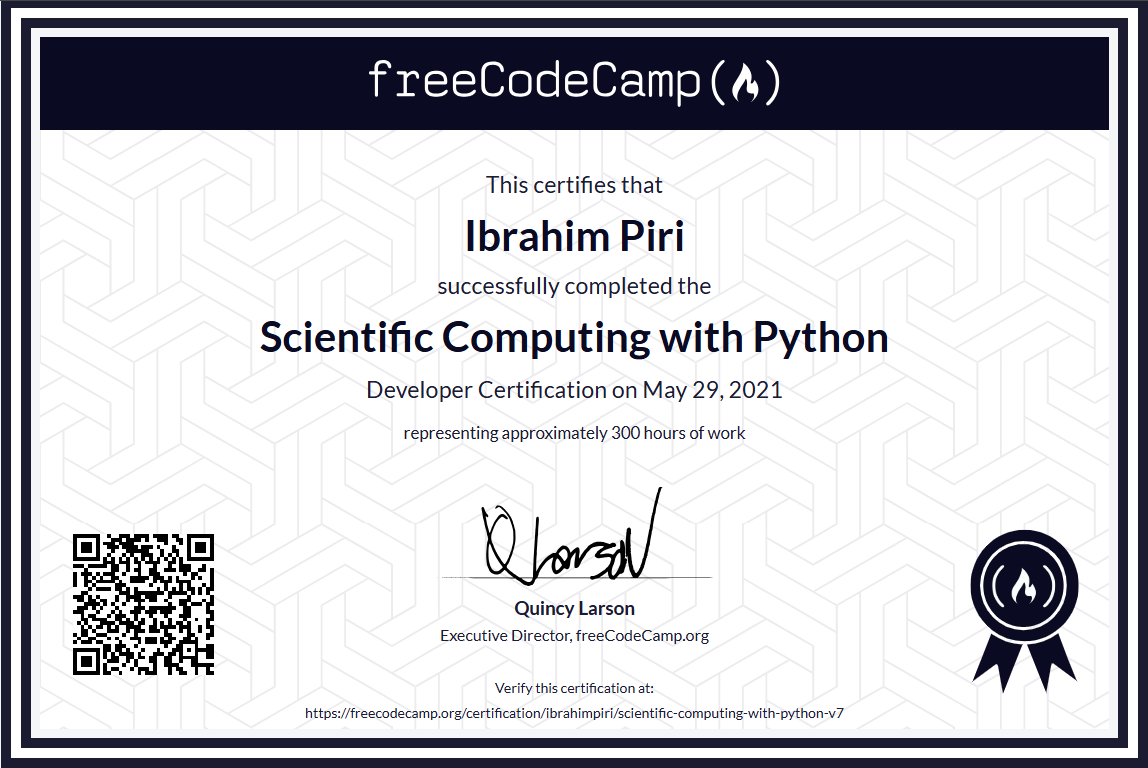 freeCodeCamp
This certifies that
Ibrahim Piri
successfully completed the
Scientific Computing with Python
Developer Certification on May 29, 2021
representing approximately 300 hours of work
Q Larson
Quincy Larson
Executive Director, freeCodeCamp.org
Verify this certification at:
https://freecodecamp.org/certification/ibrahimpiri/scientific-computing-with-python-v7